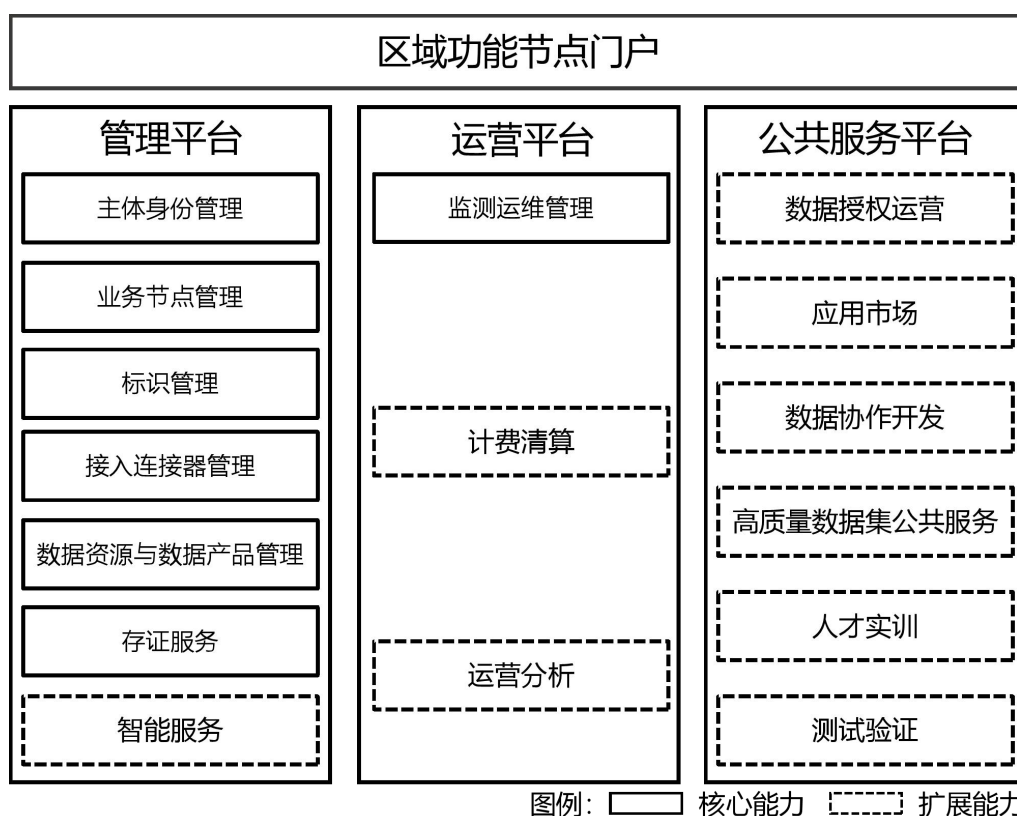 区域功能节点门户
管理平台
主体身份管理
业务节点管理
标识管理
接入连接器管理
数据资源与数据产品管理
存证服务
智能服务
运营平台
监测运维管理
计费清算
运营分析
公共服务平台
数据授权运营
应用市场
数据协作开发
高质量数据集公共服务
人才实训
测试验证
图例： 核心能力 扩展能力